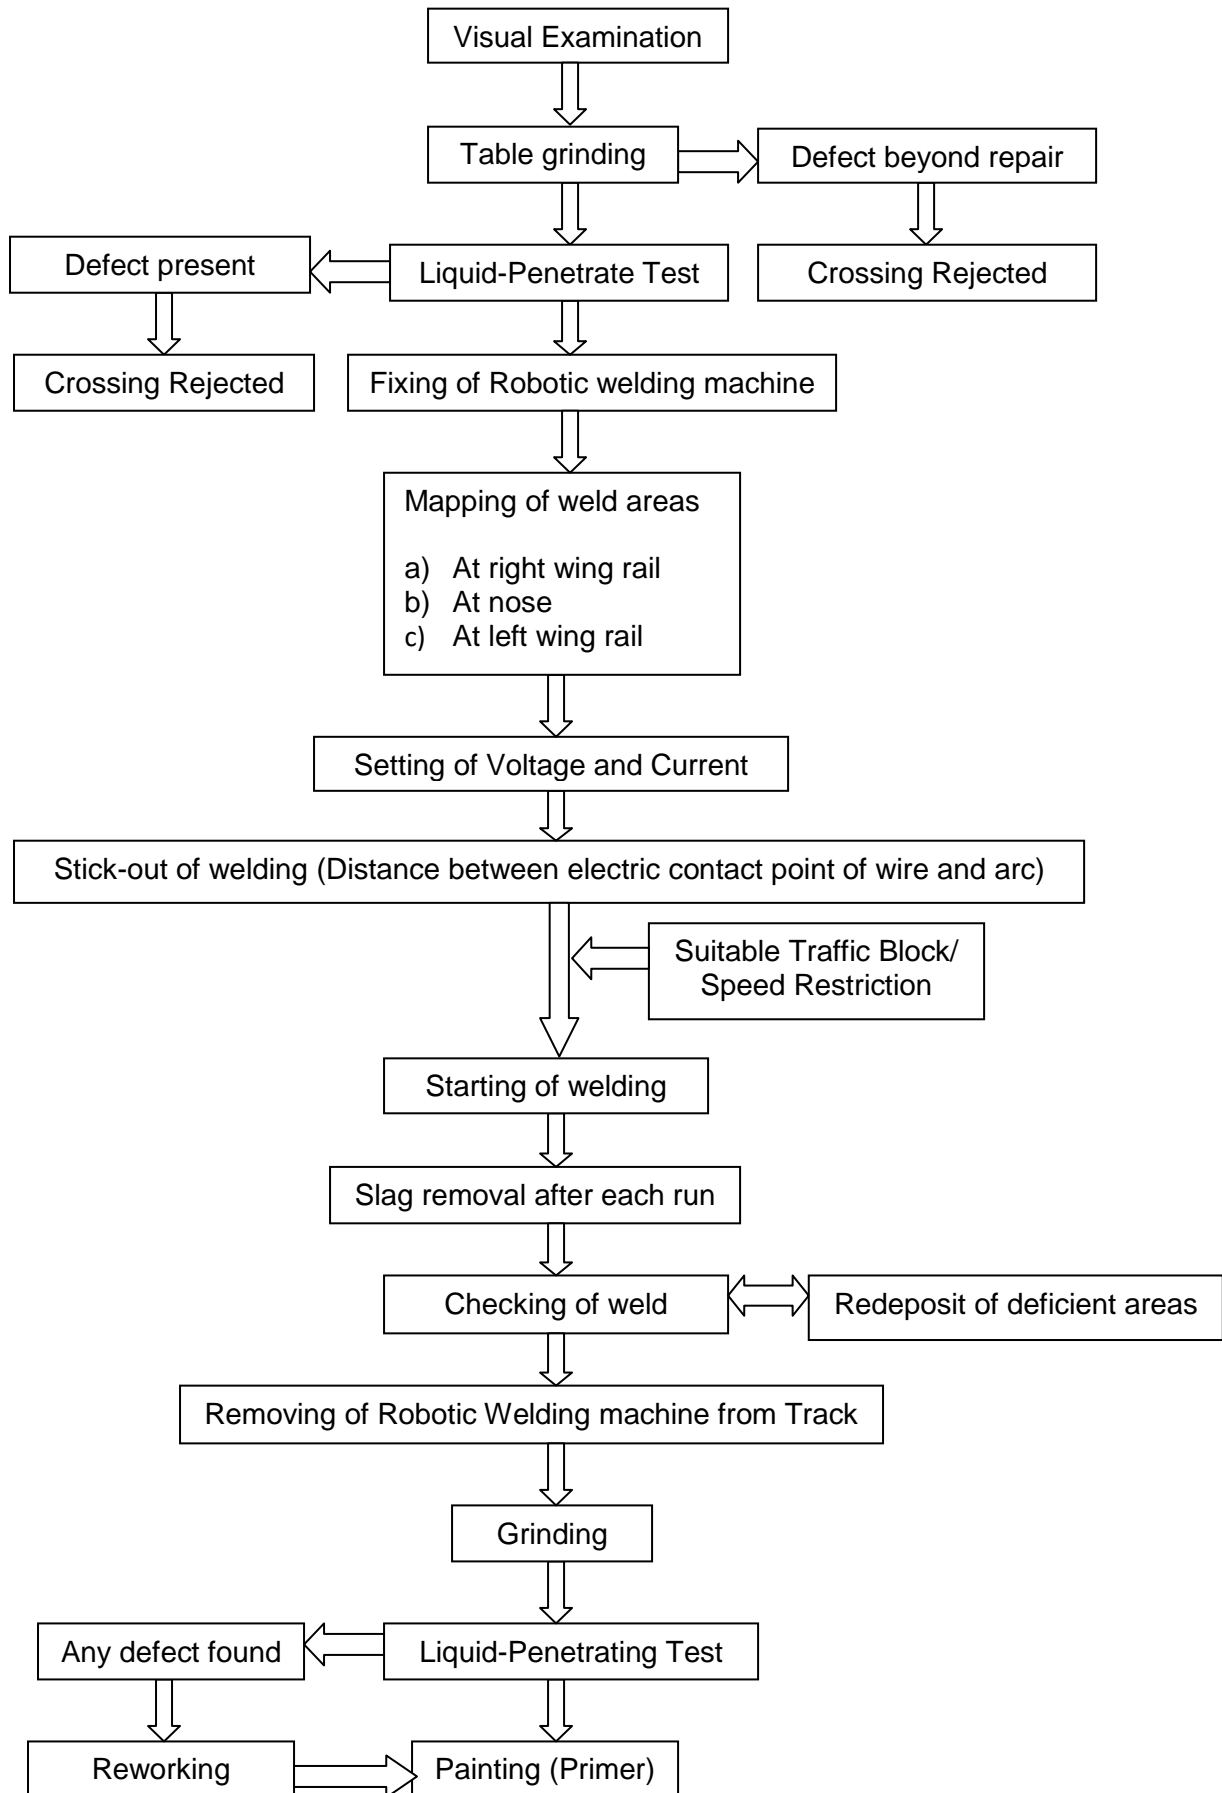 Visual Examination
Table grinding
Defect beyond repair
Defect present
Liquid-Penetrate Test
Crossing Rejected
Crossing Rejected
Fixing of Robotic welding machine
Mapping of weld areas
a) At right wing rail
b) At nose
c) At left wing rail
Setting of Voltage and Current
Stick-out of welding (Distance between electric contact point of wire and arc)
Suitable Traffic Block/
Speed Restriction
Starting of welding
Slag removal after each run
Checking of weld
Redeposit of deficient areas
Removing of Robotic Welding machine from Track
Grinding
Any defect found
Liquid-Penetrating Test
Reworking
Painting (Primer)